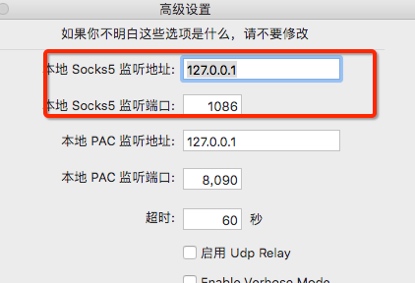 高级设置
如果你不明白这些选项是什么，请不要修改
本地 Socks5 监听地址: 127.0.0.1
本地 Socks5 监听端口: 1086
本地 PAC 监听地址: 127.0.0.1
本地 PAC 监听端口: 8,090
超时: 60 秒
启用 Udp Relay
Enable Verbose Mode